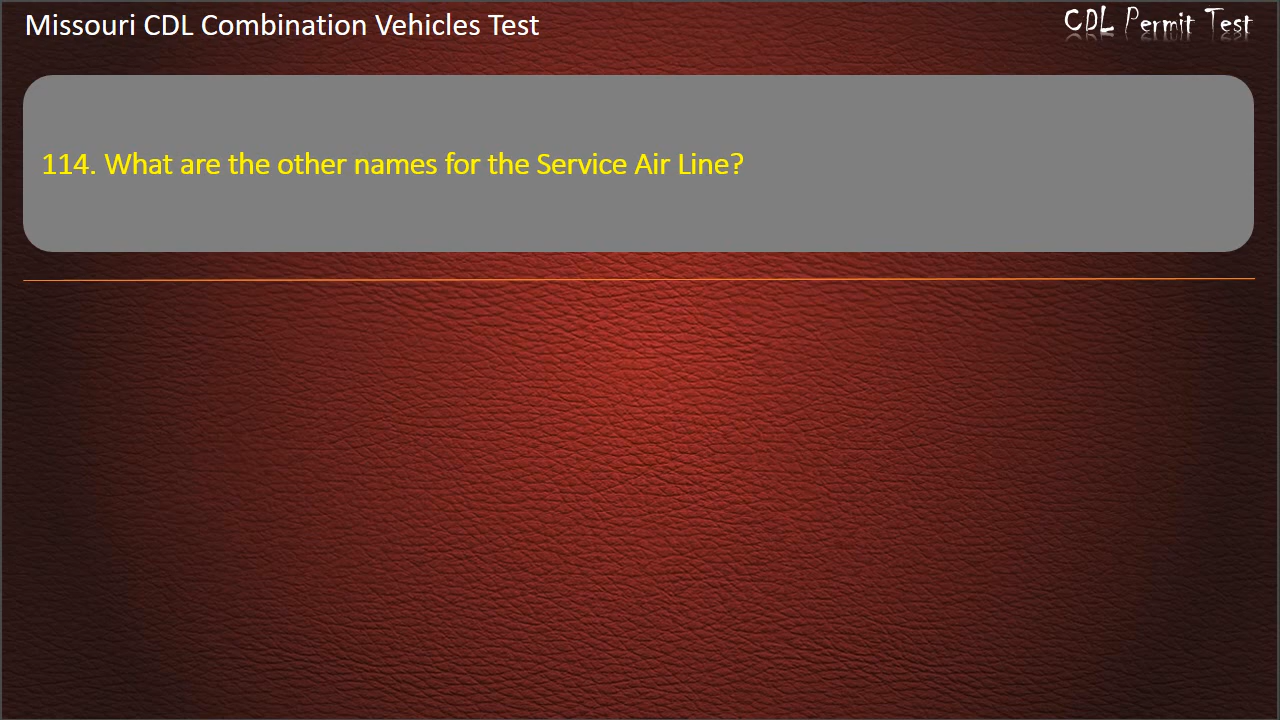 Missouri CDL Combination Vehicles Test
CDL Permit Test
114. What are the other names for the Service Air Line?